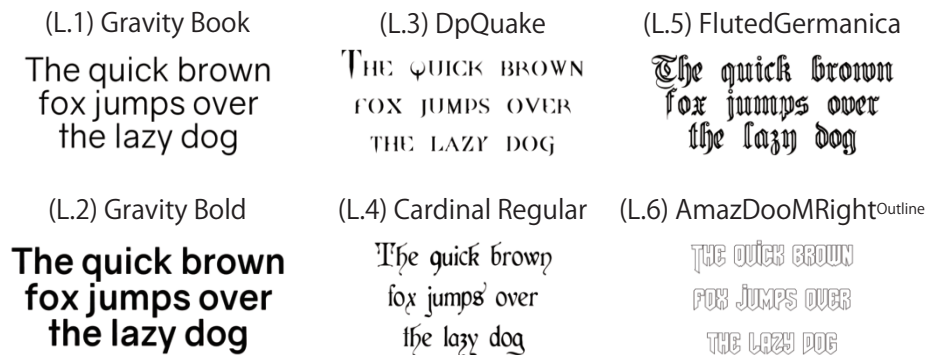 (L.1) Gravity Book
The quick brown
fox jumps over
the lazy dog
(L.2) Gravity Bold
The quick brown
fox jumps over
the lazy dog
(L.3) DpQuake
THE QUICK BROWN
FOX JUMPS OVER
THE LAZY DOG
(L.4) Cardinal Regular
The quick brown
fox jumps over
the lazy dog
(L.5) FlutedGermanica
The quick brown
fox jumps over
the lazy dog
(L.6) AmazDooMRightOutline
THE QUICK BROWN
FOX JUMPS OVER
THE LAZY DOG